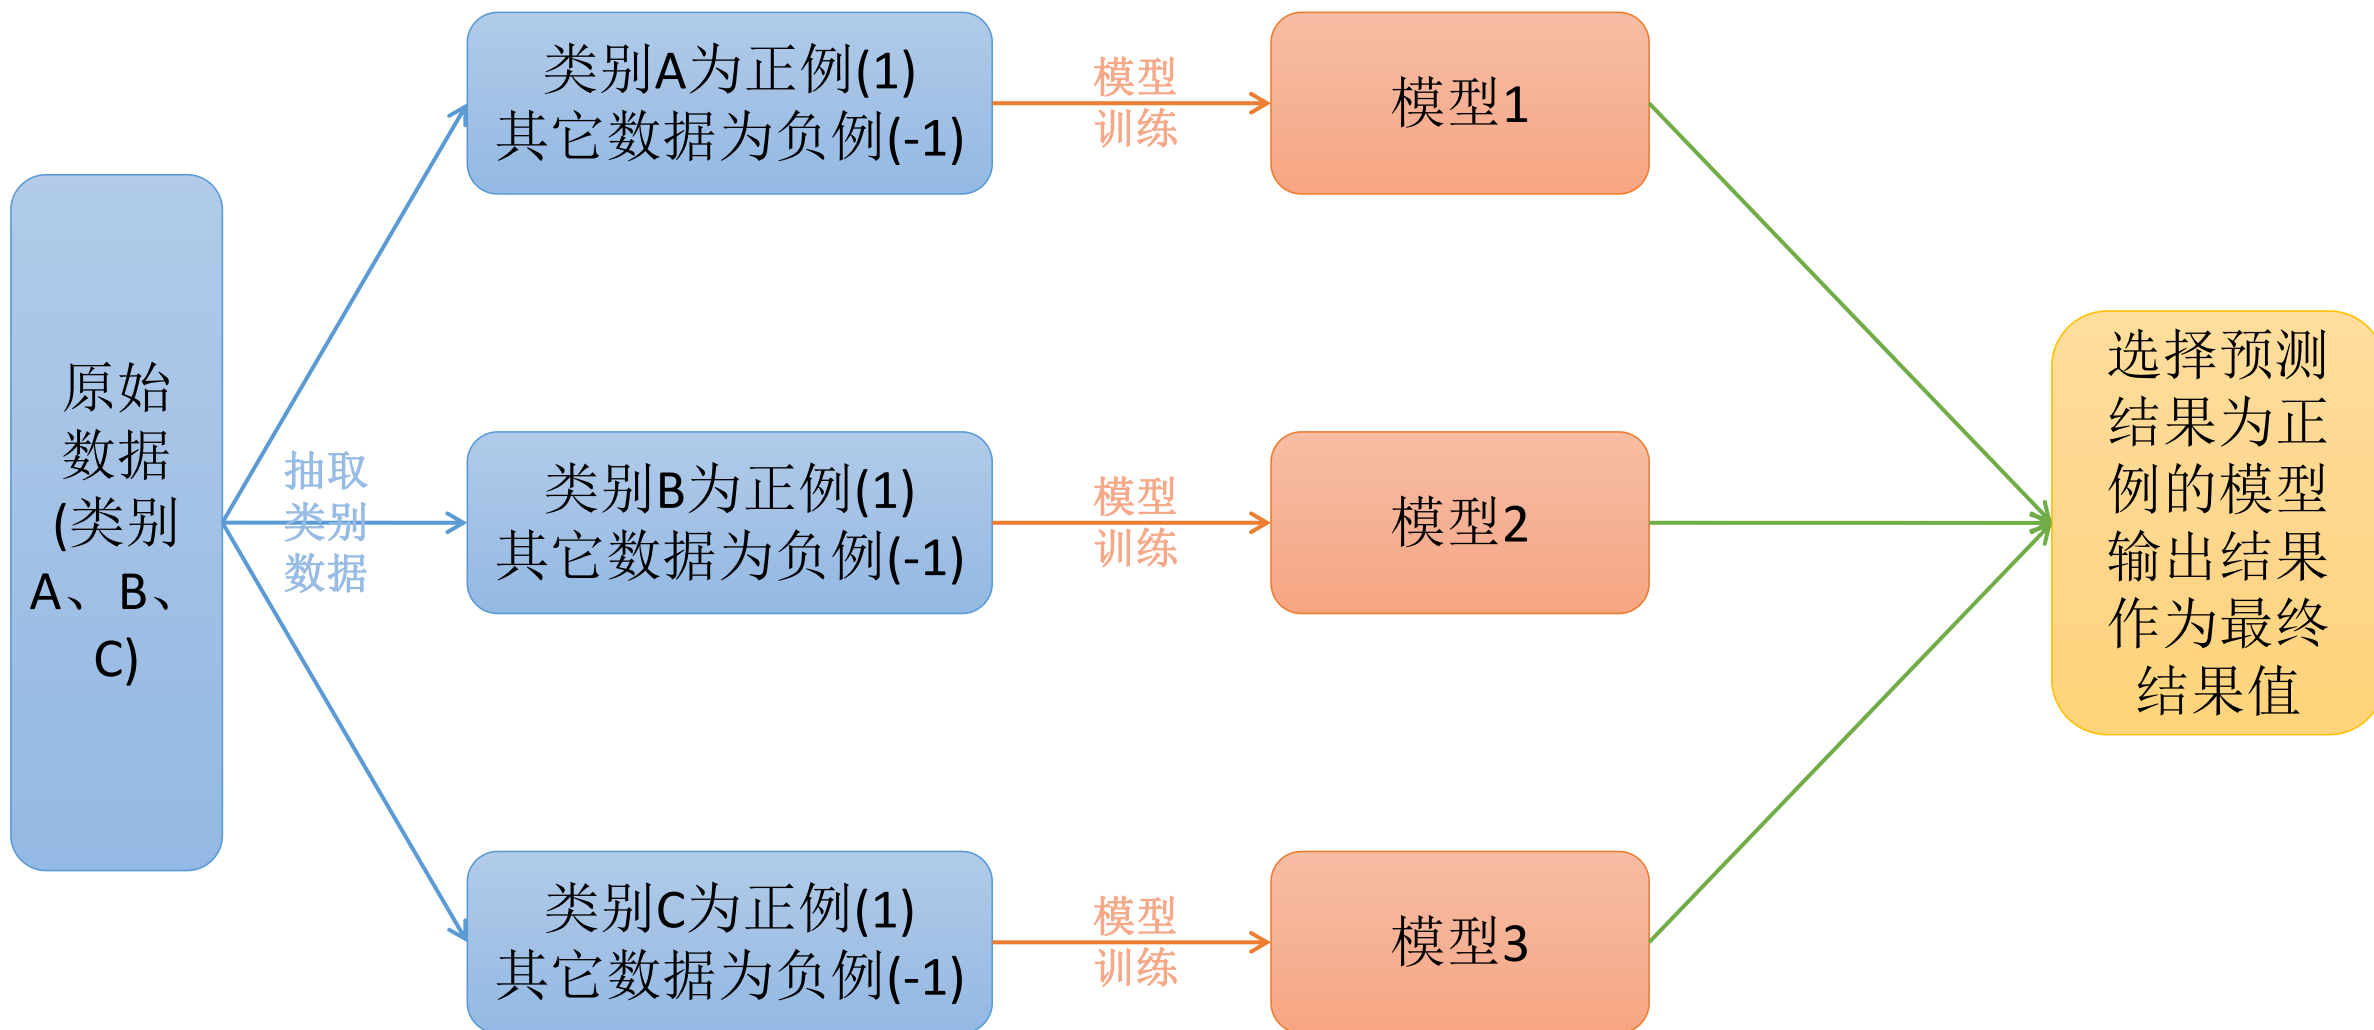 原始
数据
(类别
A、B、
C)
抽取
类别
数据
类别A为正例(1)
其它数据为负例(-1)
模型
训练
模型1
类别B为正例(1)
其它数据为负例(-1)
模型
训练
模型2
类别C为正例(1)
其它数据为负例(-1)
模型
训练
模型3
选择预测
结果为正
例的模型
输出结果
作为最终
结果值